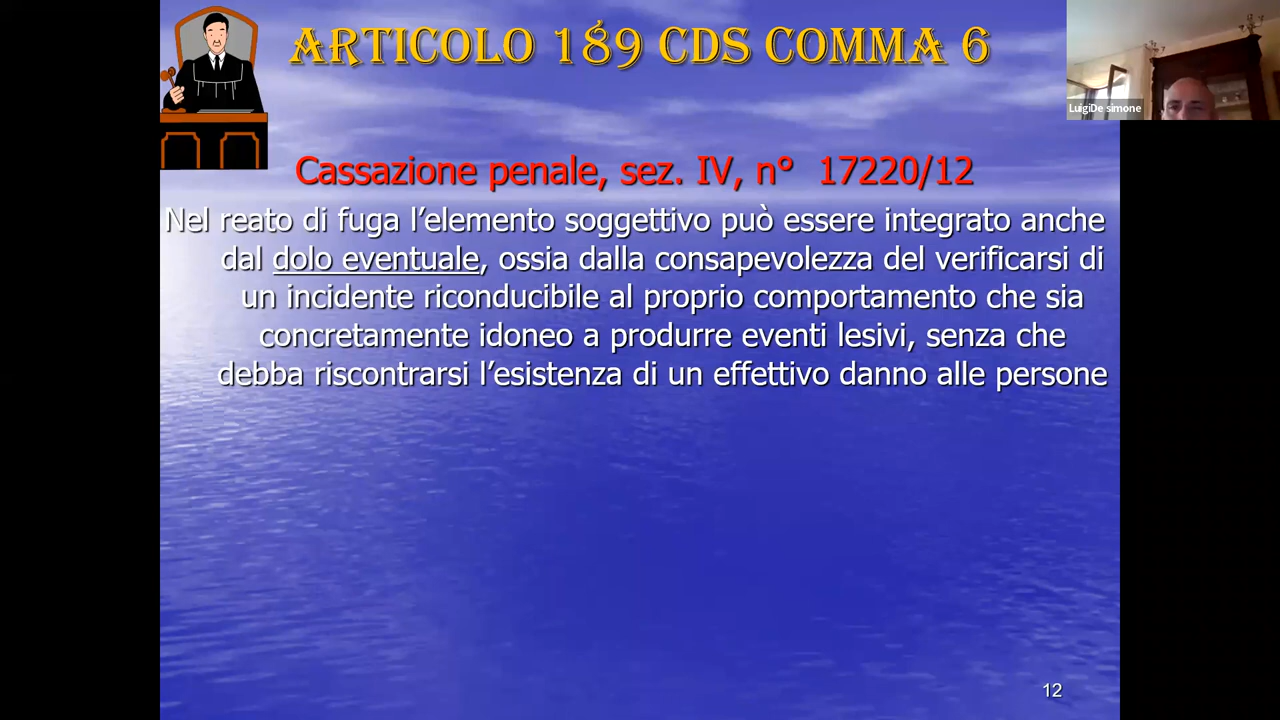 ARTICOLO 189 CDS COMMA 6
LuigiDe simone
Cassazione penale, sez. IV, n° 17220/12
Nel reato di fuga l’elemento soggettivo può essere integrato anche
dal dolo eventuale, ossia dalla consapevolezza del verificarsi di
un incidente riconducibile al proprio comportamento che sia
concretamente idoneo a produrre eventi lesivi, senza che
debba riscontrarsi l’esistenza di un effettivo danno alle persone
12